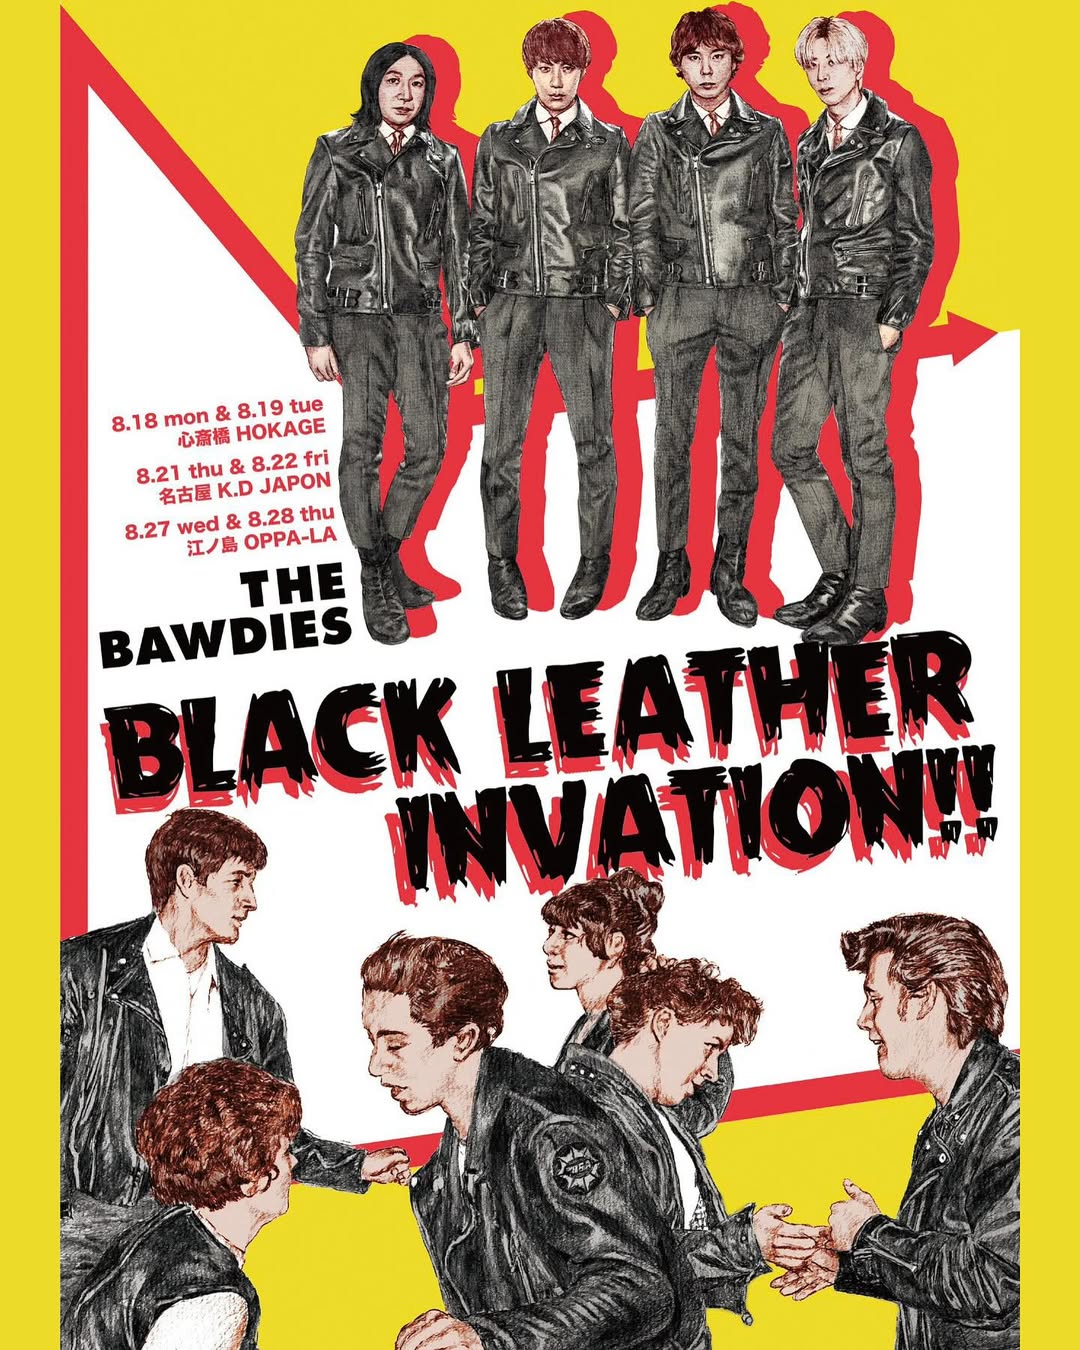 8.18 mon & 8.19 tue
心斎橋 HOKAGE
8.21 thu & 8.22 fri
名古屋 K.D JAPON
8.27 wed & 8.28 thu
江ノ島 OPPA-LA
THE
BAWDIES
BLACK LEATHER
INVATION!!